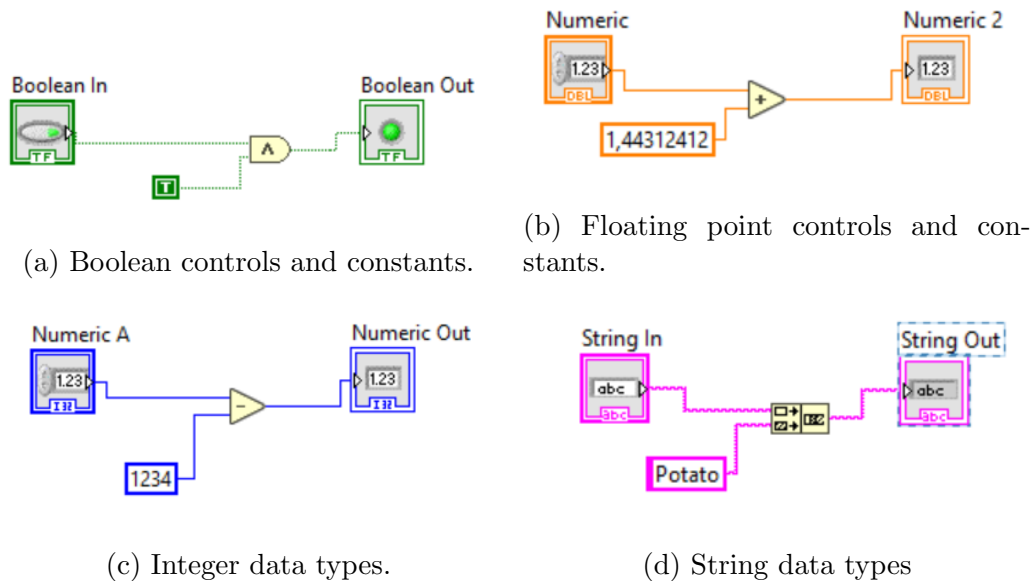 Boolean In
Boolean Out
TF
TF
∧
T
(a) Boolean controls and constants.
Numeric
Numeric 2
1.23
1.23
DBL
DBL
+
1,44312412
(b) Floating point controls and con-
stants.
Numeric A
Numeric Out
1.23
1.23
I32
I32
-
1234
(c) Integer data types.
String In
String Out
abc
abc
abc
abc
Potato
(d) String data types